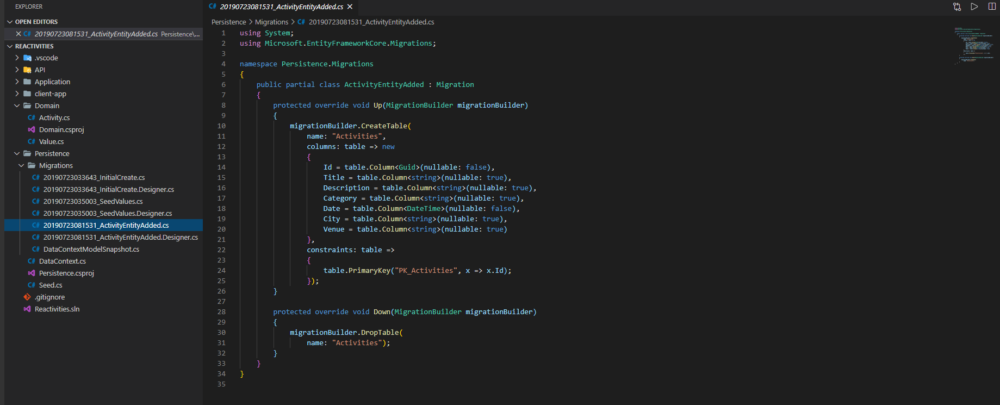 EXPLORER
OPEN EDITORS
C# 20190723081531_ActivityEntityAdded.cs Persistence\...
REACTIVITIES
.vscode
API
Application
client-app
Domain
C# Activity.cs
Domain.csproj
C# Value.cs
Persistence
Migrations
C# 20190723033643_InitialCreate.cs
C# 20190723033643_InitialCreate.Designer.cs
C# 20190723035003_SeedValues.cs
C# 20190723035003_SeedValues.Designer.cs
C# 20190723081531_ActivityEntityAdded.cs
C# 20190723081531_ActivityEntityAdded.Designer.cs
C# DataContextModelSnapshot.cs
C# DataContext.cs
Persistence.csproj
C# Seed.cs
.gitignore
Reactivities.sln
C# 20190723081531_ActivityEntityAdded.cs
Persistence > Migrations > C# 20190723081531_ActivityEntityAdded.cs
1 using System;
2 using Microsoft.EntityFrameworkCore.Migrations;
3
4 namespace Persistence.Migrations
5 {
6 public partial class ActivityEntityAdded : Migration
7 {
8 protected override void Up(MigrationBuilder migrationBuilder)
9 {
10 migrationBuilder.CreateTable(
11 name: "Activities",
12 columns: table => new
13 {
14 Id = table.Column<Guid>(nullable: false),
15 Title = table.Column<string>(nullable: true),
16 Description = table.Column<string>(nullable: true),
17 Category = table.Column<string>(nullable: true),
18 Date = table.Column<DateTime>(nullable: false),
19 City = table.Column<string>(nullable: true),
20 Venue = table.Column<string>(nullable: true)
21 },
22 constraints: table =>
23 {
24 table.PrimaryKey("PK_Activities", x => x.Id);
25 });
26 }
27
28 protected override void Down(MigrationBuilder migrationBuilder)
29 {
30 migrationBuilder.DropTable(
31 name: "Activities");
32 }
33 }
34 }
35